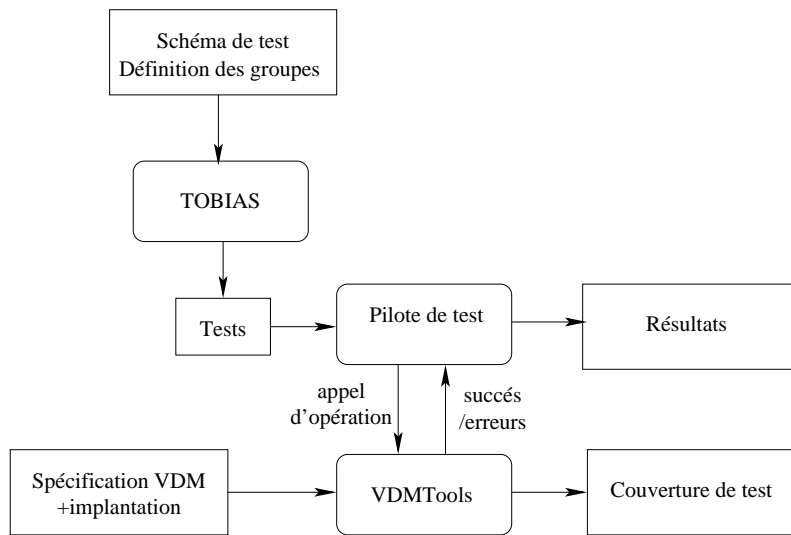 Schéma de test
Définition des groupes
TOBIAS
Tests
Pilote de test
Résultats
appel
d'opération
succés
/erreurs
Spécification VDM
+implantation
VDMTools
Couverture de test